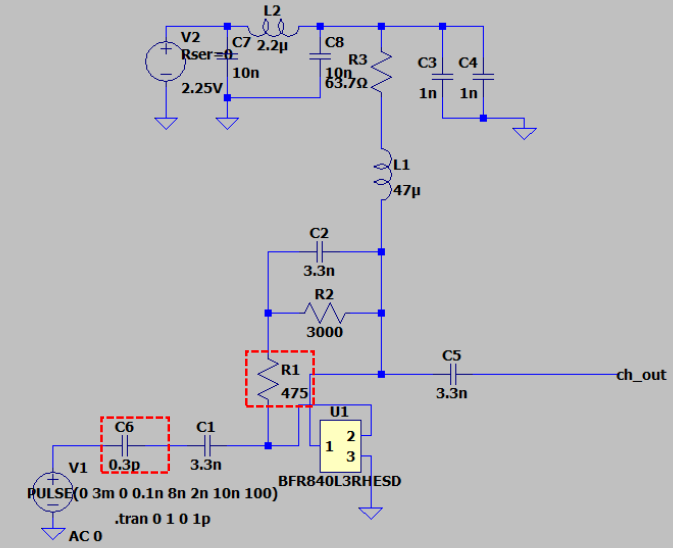 L2
V2
C7 2.2µ C8
Rser=0
10n
10n
2.25V
R3
63.7Ω
C3 C4
1n 1n
L1
47µ
C2
3.3n
R2
3000
R1
475
C5
3.3n
ch_out
U1
1
2
3
BFR840L3RHESD
C6
0.3p
C1
3.3n
V1
PULSE(0 3m 0 0.1n 8n 2n 10n 100)
.tran 0 1 0 1p
AC 0